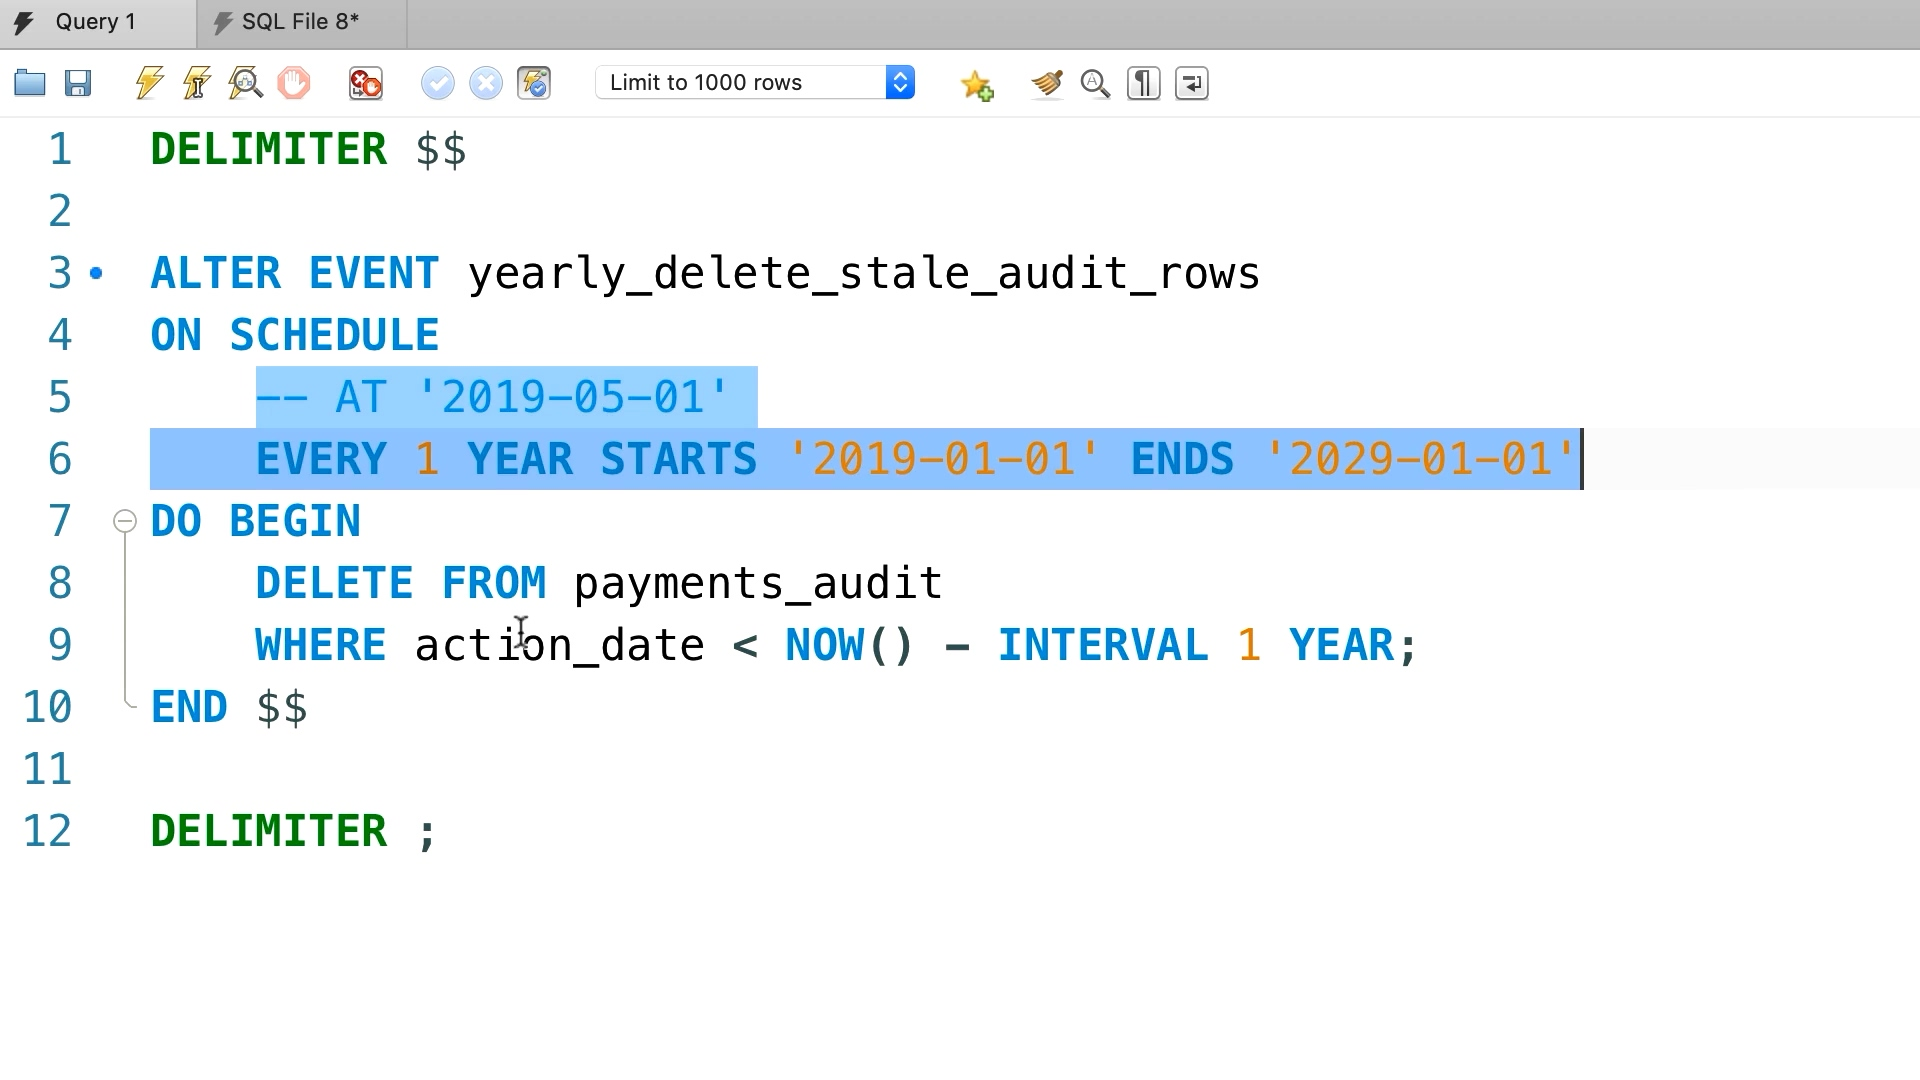 Query 1
SQL File 8*
Limit to 1000 rows
1 DELIMITER $$
2
3 ALTER EVENT yearly_delete_stale_audit_rows
4 ON SCHEDULE
5 -- AT '2019-05-01'
6 EVERY 1 YEAR STARTS '2019-01-01' ENDS '2029-01-01'
7 DO BEGIN
8 DELETE FROM payments_audit
9 WHERE action_date < NOW() - INTERVAL 1 YEAR;
10 END $$
11
12 DELIMITER ;